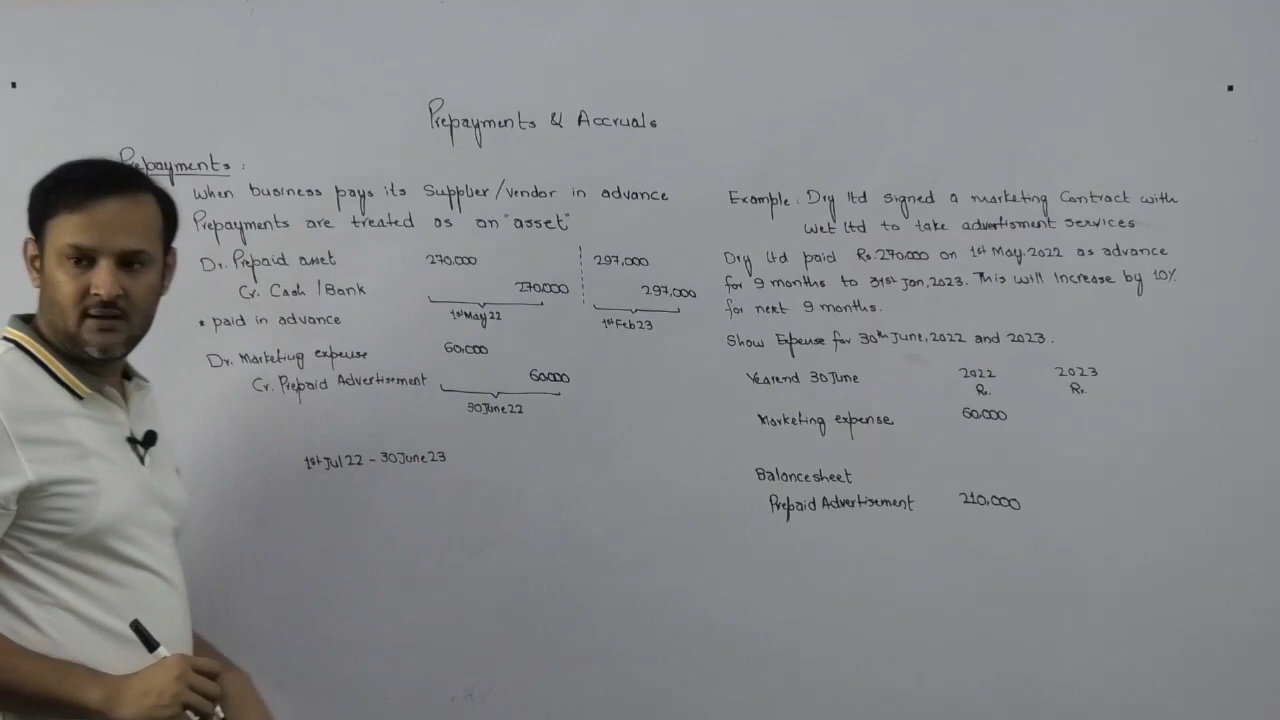 Prepayments & Accruals
Prepayments :
When business pays its Supplier/vendor in advance
Prepayments are treated as an "asset"
Dr. Prepaid asset 270,000 297,000
Cr. Cash / Bank 270,000 297,000
* paid in advance 1st May 22 1st Feb 23
Dr. Marketing expense 60,000
Cr. Prepaid Advertisement 60,000
30 June 22
1st Jul 22 - 30 June 23
Example : Dry ltd signed a marketing Contract with
Wet ltd to take advertisment services
Dry Ltd paid Rs.270,000 on 1st May,2022 as advance
for 9 months to 31st Jan,2023. This will increase by 10%
for next 9 months.
Show Expense for 30th June,2022 and 2023.
Yearend 30 June 2022 2023
Rs. Rs.
Marketing expense 60,000
Balancesheet
Prepaid Advertisement 210,000